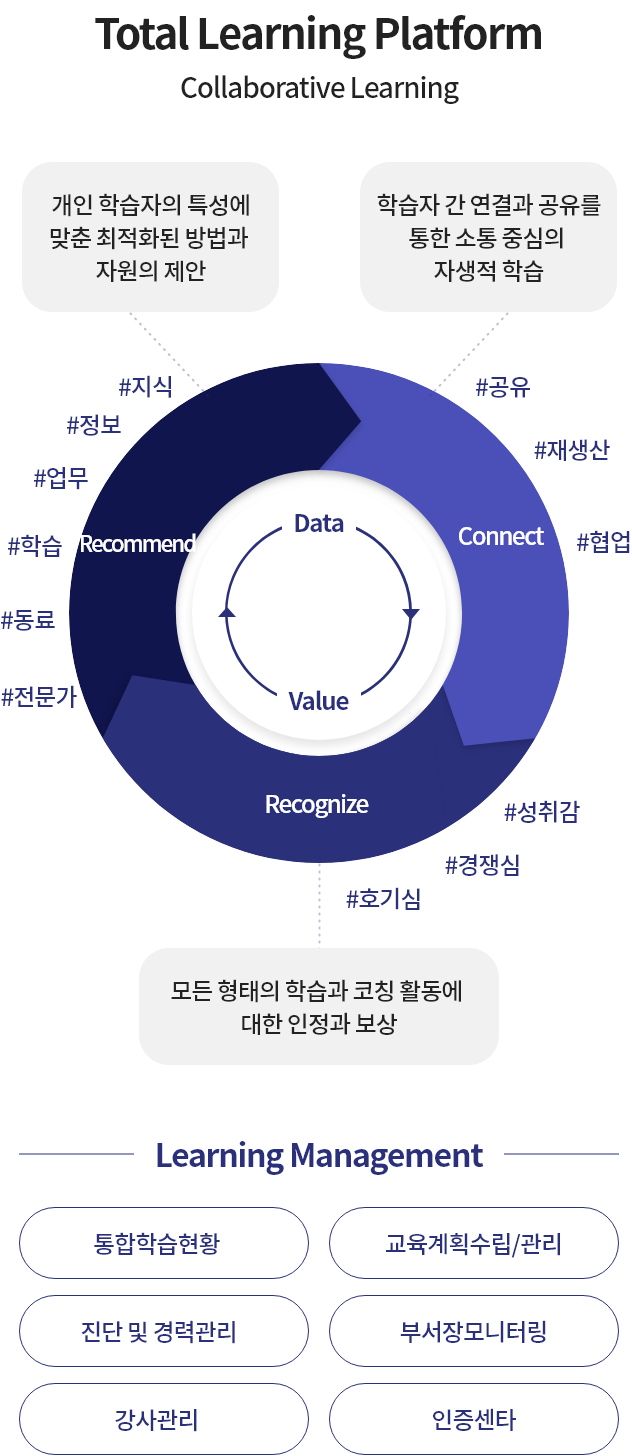 Total Learning Platform
Collaborative Learning
개인 학습자의 특성에
맞춘 최적화된 방법과
자원의 제안
학습자 간 연결과 공유를
통한 소통 중심의
자생적 학습
#지식
#정보
#업무
#학습
#동료
#전문가
Recommend
#공유
#재생산
#협업
Connect
Data
Value
Recognize
#성취감
#경쟁심
#호기심
모든 형태의 학습과 코칭 활동에
대한 인정과 보상
Learning Management
통합학습현황
교육계획수립/관리
진단 및 경력관리
부서장모니터링
강사관리
인증센타